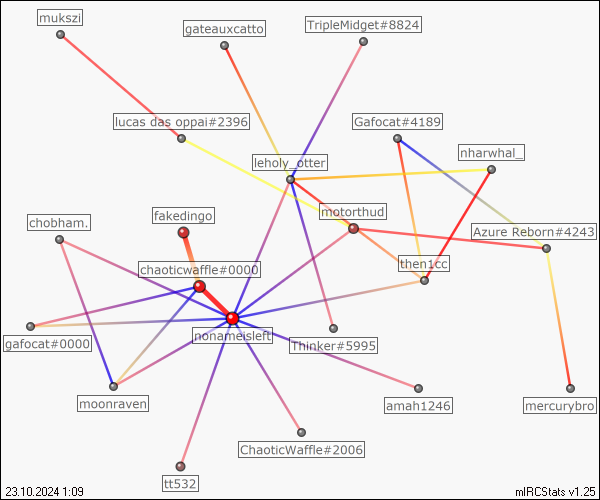 mukszi
gateauxcatto
TripleMidget#8824
lucas das oppai#2396
Gafocat#4189
leholy_otter
nharwhal_
fakedingo
motorthud
chobham.
Azure Reborn#4243
chaoticwaffle#0000
then1cc
gafocat#0000
nonameisleft
Thinker#5995
moonraven
amah1246
mercurybro
ChaoticWaffle#2006
tt532
23.10.2024 1:09
mIRCStats v1.25